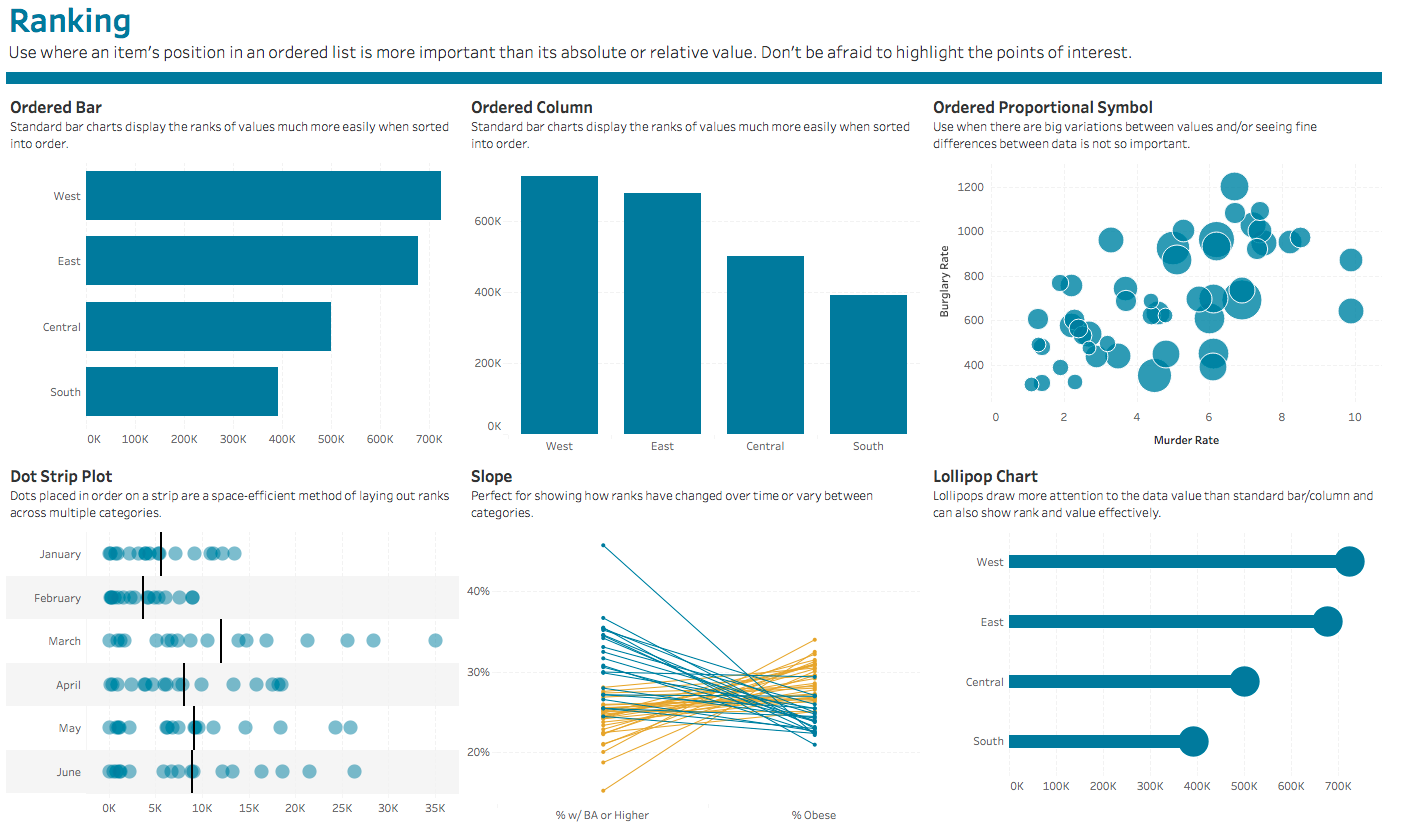 Ranking
Use where an item's position in an ordered list is more important than its absolute or relative value. Don't be afraid to highlight the points of interest.
Ordered Bar
Standard bar charts display the ranks of values much more easily when sorted
into order.
West
East
Central
South
0K 100K 200K 300K 400K 500K 600K 700K
Ordered Column
Standard bar charts display the ranks of values much more easily when sorted
into order.
600K
400K
200K
0K
West East Central South
Ordered Proportional Symbol
Use when there are big variations between values and/or seeing fine
differences between data is not so important.
Burglary Rate
1200
1000
800
600
400
0 2 4 6 8 10
Murder Rate
Dot Strip Plot
Dots placed in order on a strip are a space-efficient method of laying out ranks
across multiple categories.
January
February
March
April
May
June
0K 5K 10K 15K 20K 25K 30K 35K
Slope
Perfect for showing how ranks have changed over time or vary between
categories.
40%
30%
20%
% w/ BA or Higher % Obese
Lollipop Chart
Lollipops draw more attention to the data value than standard bar/column and
can also show rank and value effectively.
West
East
Central
South
0K 100K 200K 300K 400K 500K 600K 700K